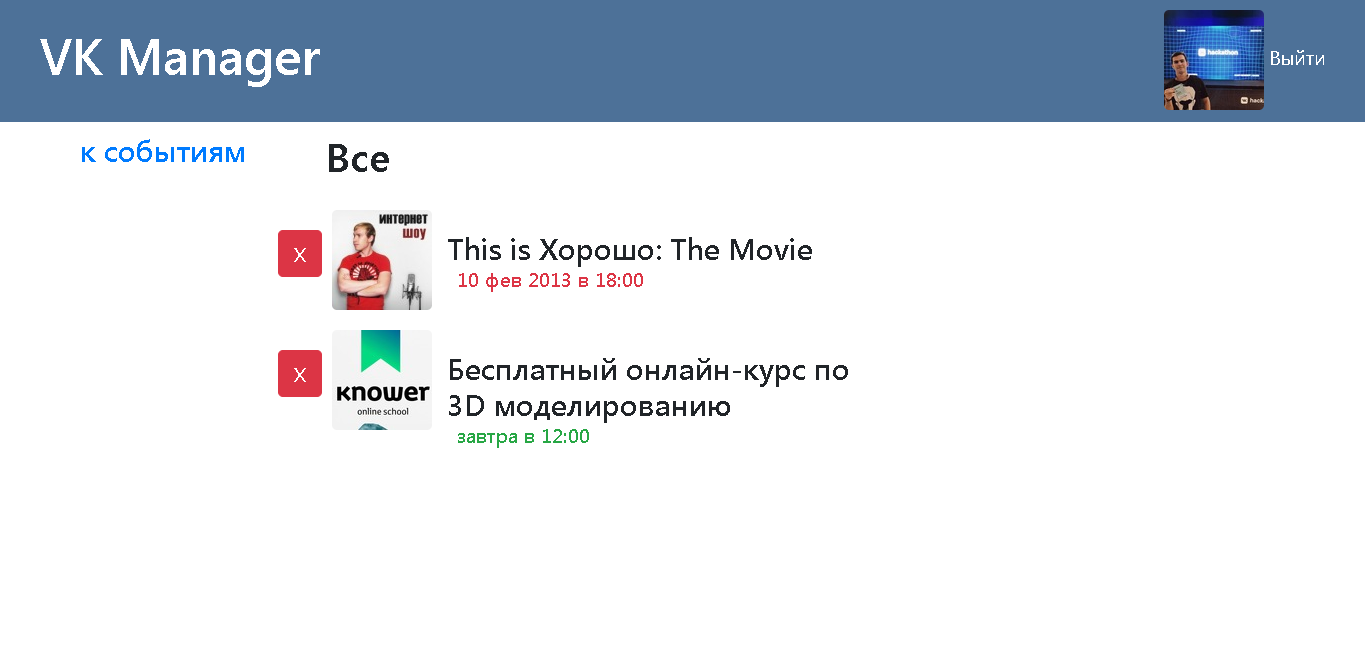 VK Manager
hackathon
Выйти
к событиям
Все
ИНТЕРНЕТ
ШОУ
X
This is Хорошо: The Movie
10 фев 2013 в 18:00
X
KNOWER
online school
Бесплатный онлайн-курс по
3D моделированию
завтра в 12:00